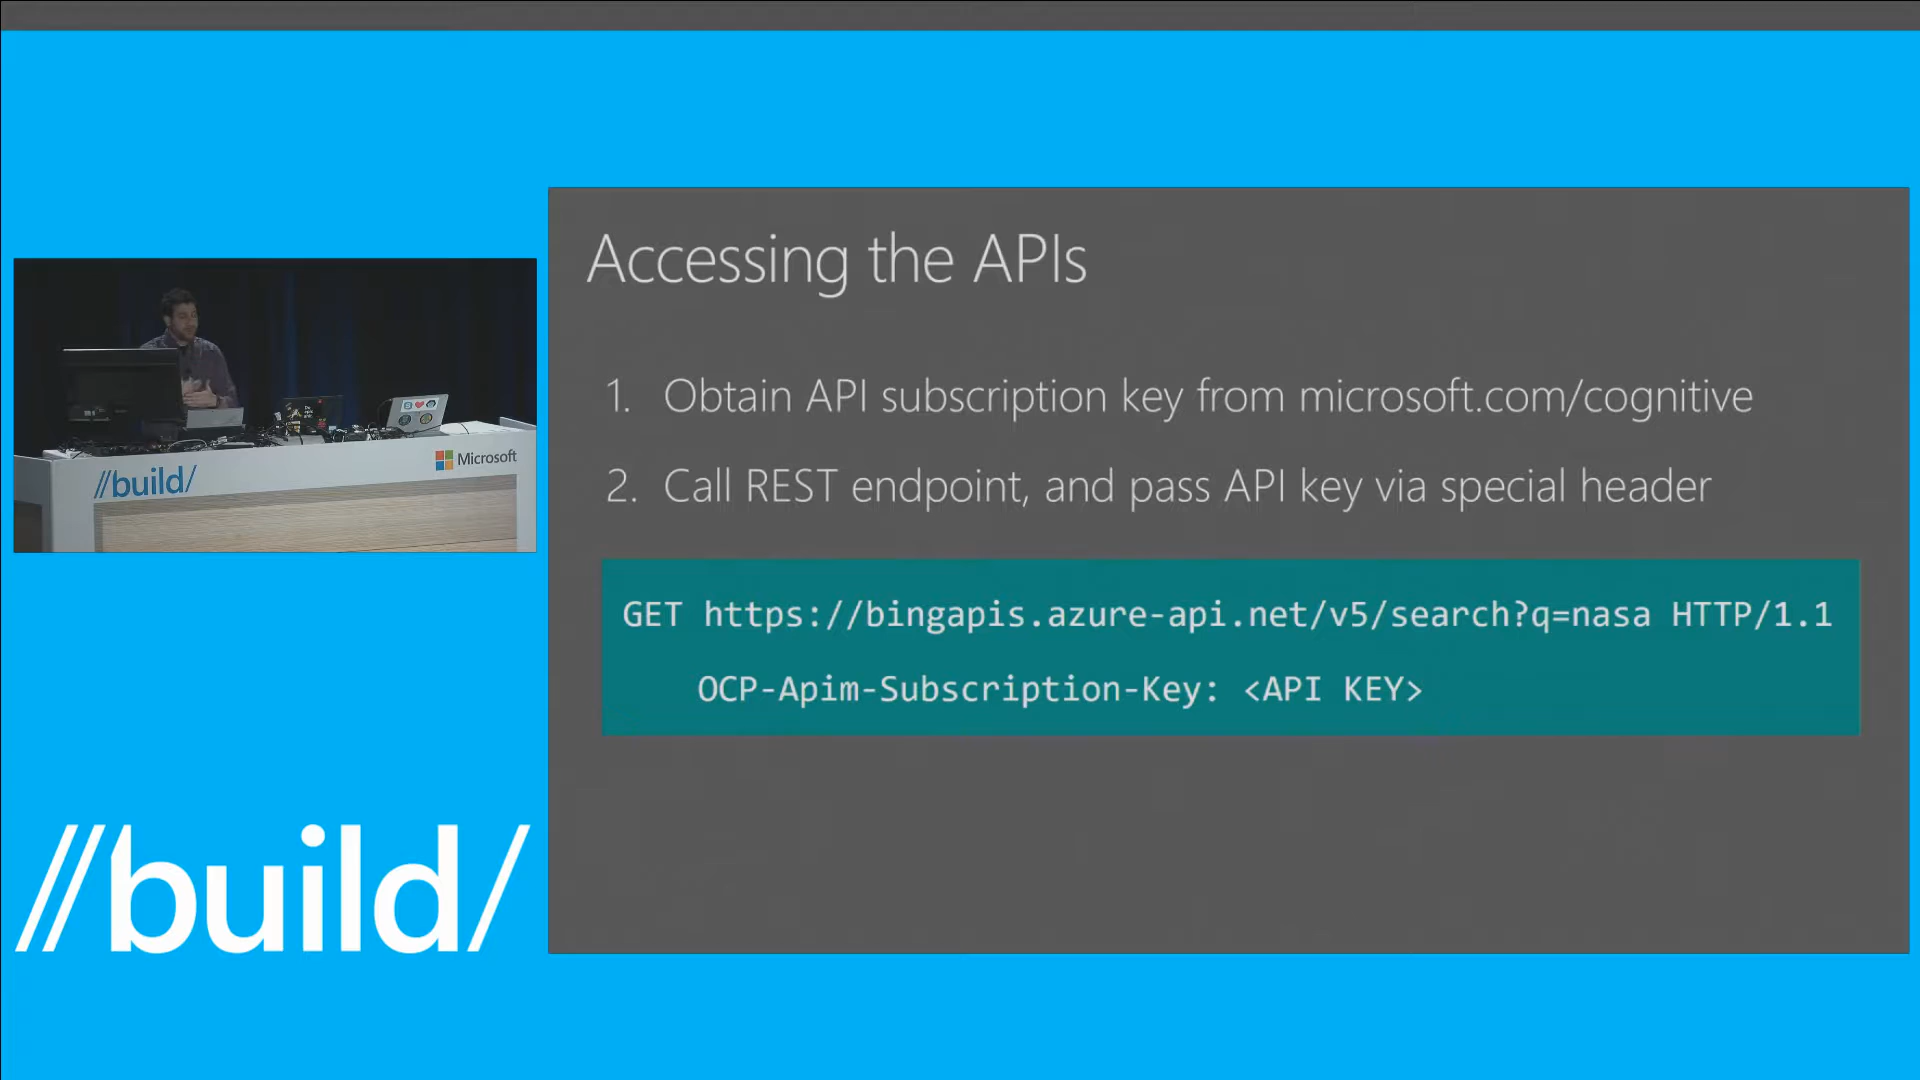 Accessing the APIs
1. Obtain API subscription key from microsoft.com/cognitive
2. Call REST endpoint, and pass API key via special header
GET https://bingapis.azure-api.net/v5/search?q=nasa HTTP/1.1
OCP-Apim-Subscription-Key: <API KEY>
//build/
Microsoft
//build/